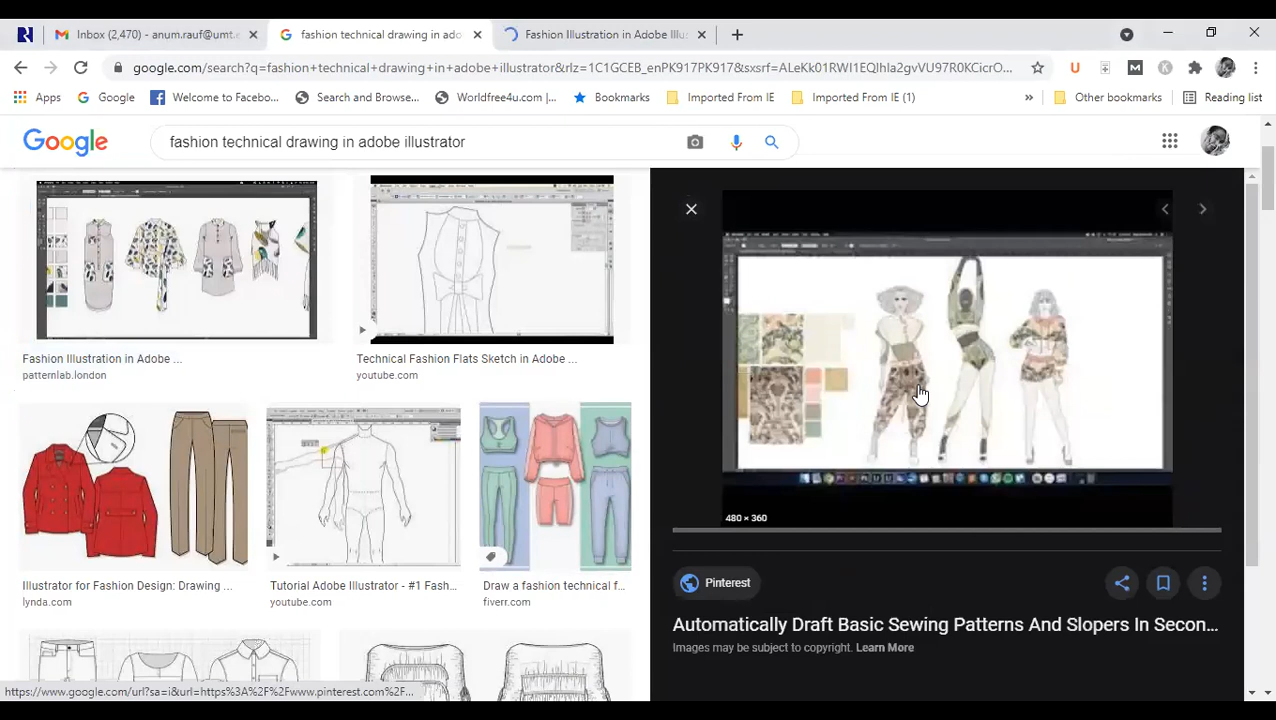 Inbox (2,470) - anum.rauf@umt.e
fashion technical drawing in ado
Fashion Illustration in Adobe Illus
google.com/search?q=fashion+technical+drawing+in+adobe+illustrator&rlz=1C1GCEB_enPK917PK917&sxsrf=ALeKk01RWI1EQIhIa2gvVU97R0KCicrO...
Apps
Google
Welcome to Facebo...
Search and Browse...
Worldfree4u.com |...
Bookmarks
Imported From IE
Imported From IE (1)
»
Other bookmarks
Reading list
Google
fashion technical drawing in adobe illustrator
Fashion Illustration in Adobe ...
patternlab.london
Technical Fashion Flats Sketch in Adobe ...
youtube.com
Illustrator for Fashion Design: Drawing ...
lynda.com
Tutorial Adobe Illustrator - #1 Fash...
youtube.com
Draw a fashion technical f...
fiverr.com
480 × 360
Pinterest
Automatically Draft Basic Sewing Patterns And Slopers In Secon...
Images may be subject to copyright. Learn More
https://www.google.com/url?sa=i&url=https%3A%2F%2Fwww.pinterest.com%2F...